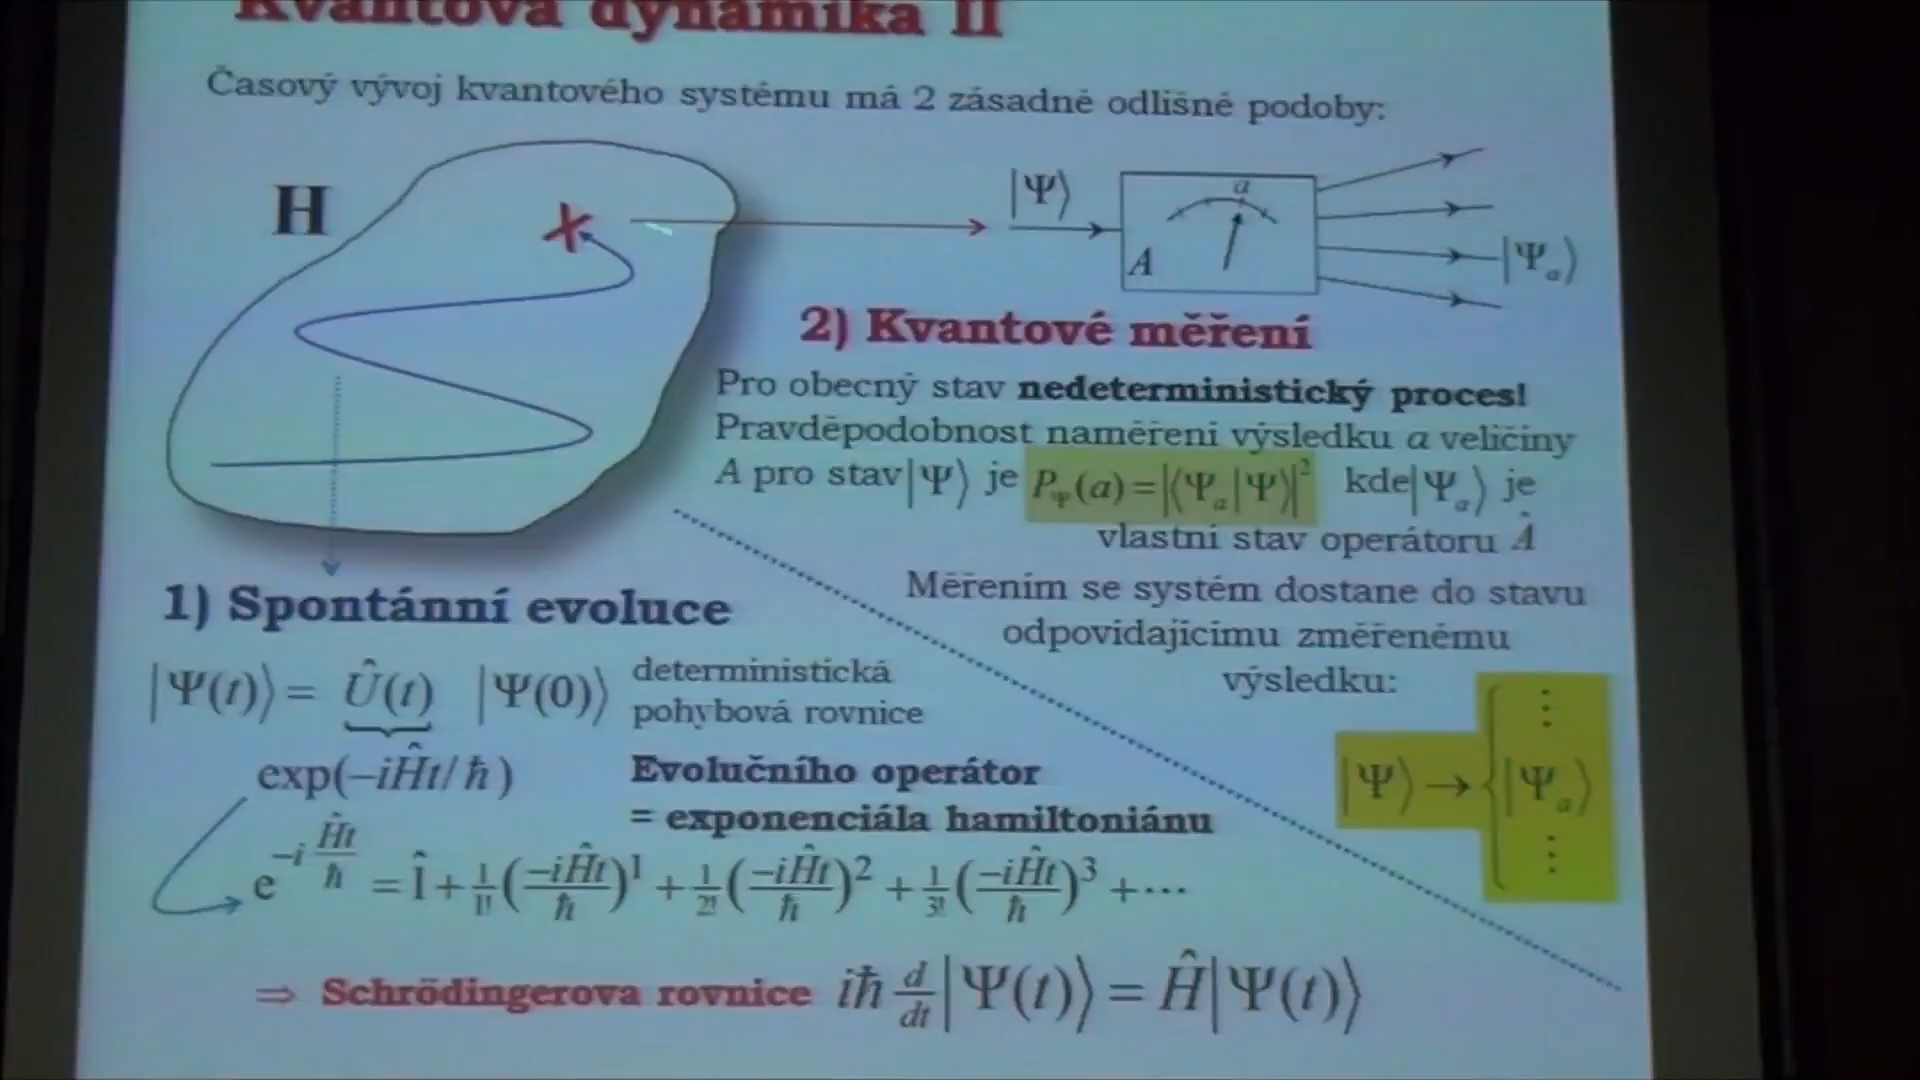 Kvantová dynamika II
Časový vývoj kvantového systému má 2 zásadně odlišné podoby:
H
|Ψ⟩
a
A
|Ψₐ⟩
2) Kvantové měření
Pro obecný stav nedeterministický proces!
Pravděpodobnost naměření výsledku a veličiny
A pro stav |Ψ⟩ je P_Ψ(a) = |⟨Ψₐ|Ψ⟩|² kde |Ψₐ⟩ je
vlastní stav operátoru Â
Měřením se systém dostane do stavu
odpovídajícímu změřenému
výsledku:
|Ψ⟩ → { ⋮ |Ψₐ⟩ ⋮
1) Spontánní evoluce
|Ψ(t)⟩ = Û(t) |Ψ(0)⟩
deterministická
pohybová rovnice
exp(−iĤt/ħ)
Evolučního operátor
= exponenciála hamiltoniánu
e^(−i Ĥt/ħ) = 1̂ + 1/1! (−iĤt/ħ)¹ + 1/2! (−iĤt/ħ)² + 1/3! (−iĤt/ħ)³ + ⋯
⇒ Schrödingerova rovnice iħ d/dt |Ψ(t)⟩ = Ĥ|Ψ(t)⟩